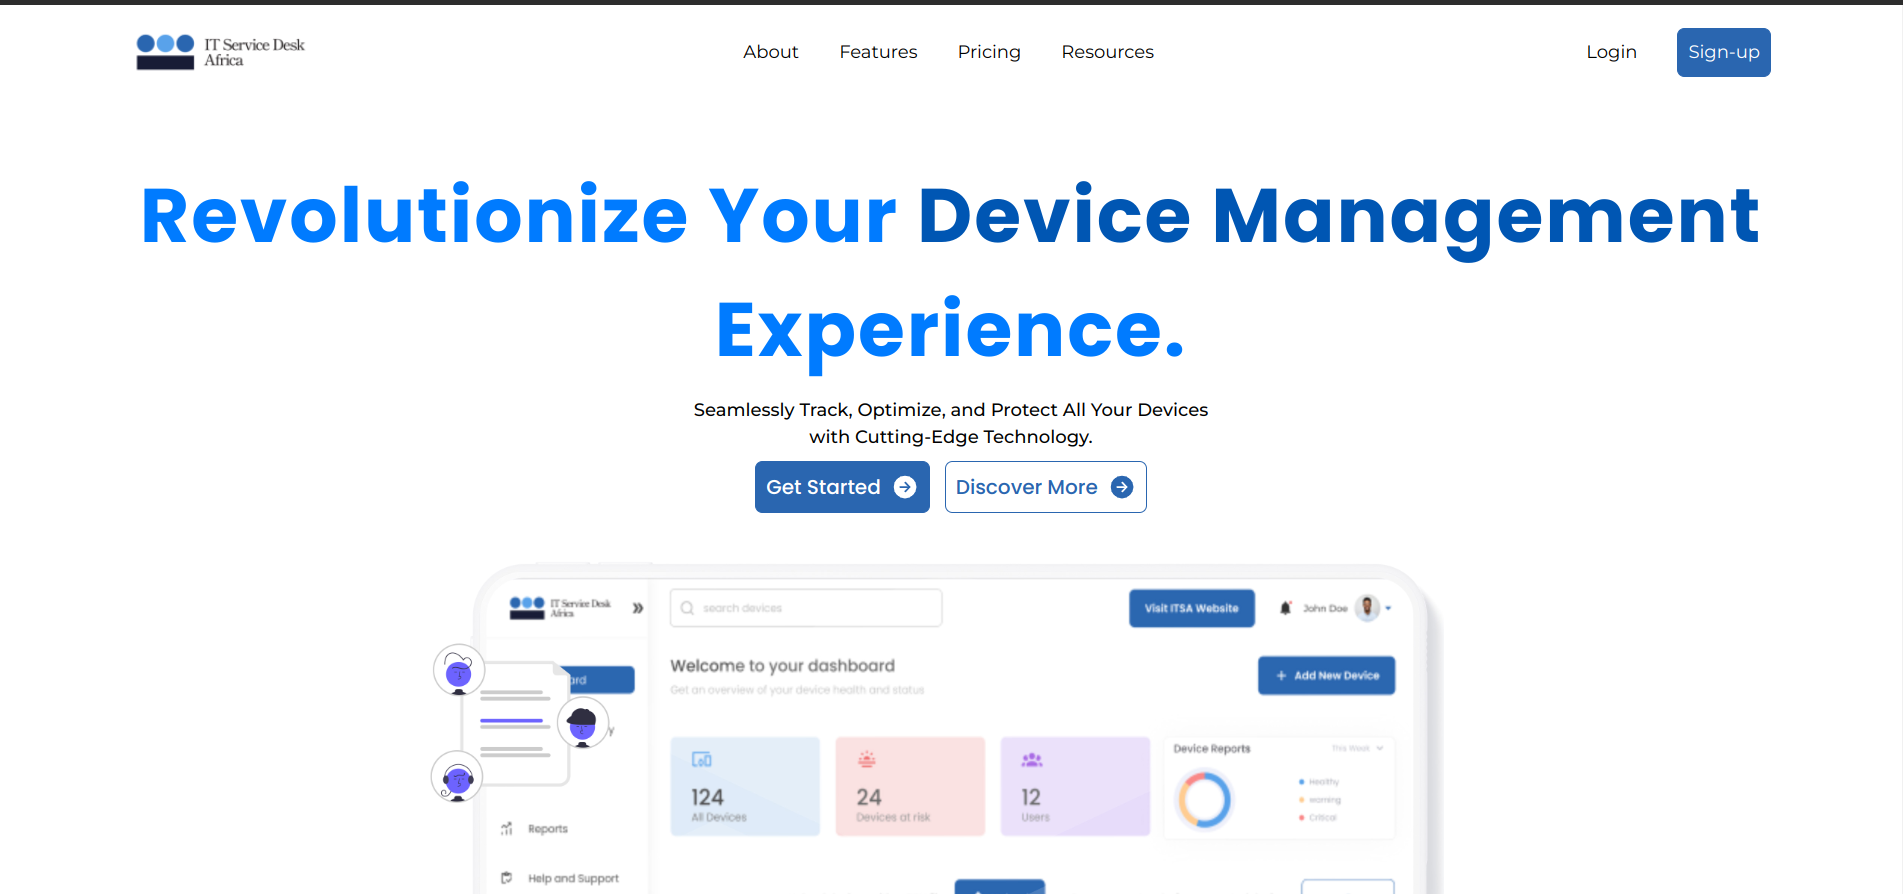 IT Service Desk
Africa
About
Features
Pricing
Resources
Login
Sign-up
Revolutionize Your Device Management
Experience.
Seamlessly Track, Optimize, and Protect All Your Devices
with Cutting-Edge Technology.
Get Started
Discover More
IT Service Desk
Africa
search devices
Visit ITSA Website
John Doe
Welcome to your dashboard
Get an overview of your device health and status
Add New Device
124
All Devices
24
Devices at risk
12
Users
Device Reports
This Week
Healthy
warning
Critical
Reports
Help and Support